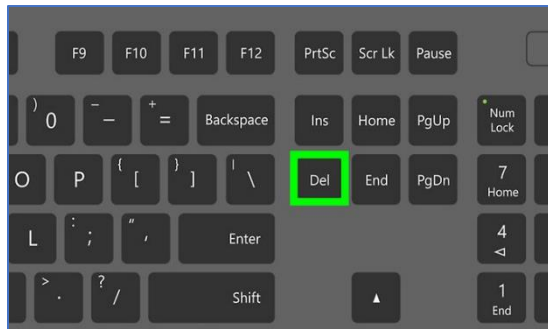 F9 F10 F11 F12 PrtSc Scr Lk Pause
) _ +
0 - = Backspace Ins Home PgUp Num
Lock
{ } |
O P [ ] \ Del End PgDn 7
Home
: "
L ; , Enter 4
> ?
. / Shift 1
End